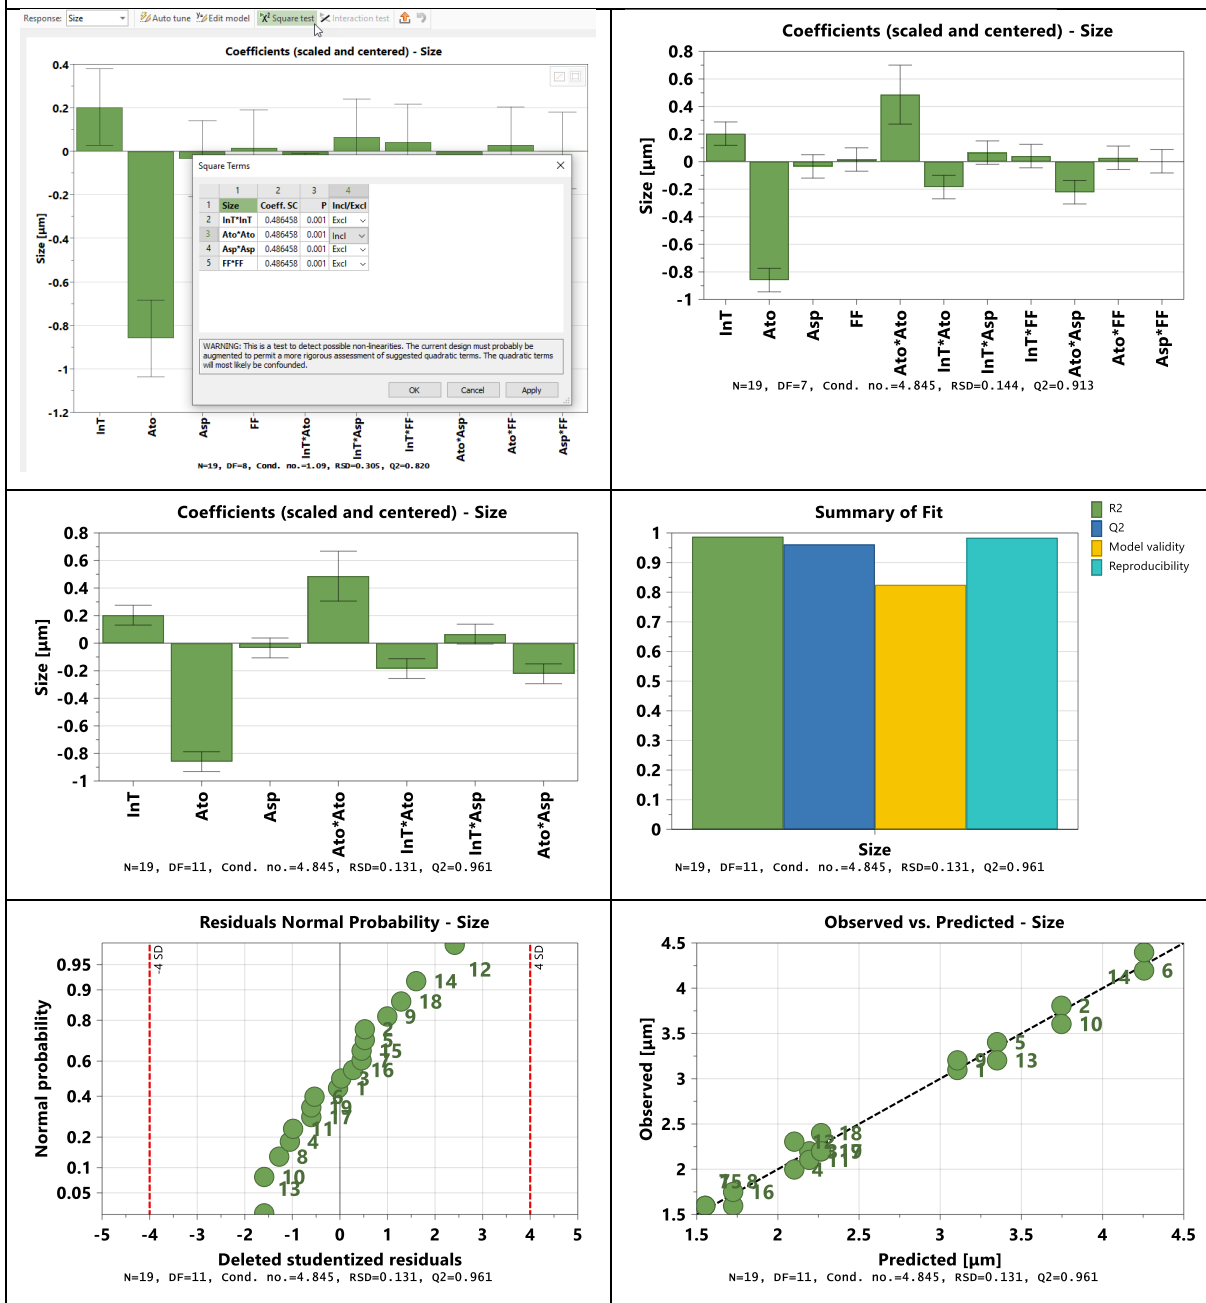 Response: Size Auto tune Edit model Square test Interaction test
Coefficients (scaled and centered) - Size
0.4
0.2
0
-0.2
-0.4
-0.6
-0.8
-1
-1.2
Size [µm]
Square Terms
1 2 3 4
1 Size Coeff. SC P Incl/Excl
2 InT*InT 0.486458 0.001 Excl
3 Ato*Ato 0.486458 0.001 Incl
4 Asp*Asp 0.486458 0.001 Excl
5 FF*FF 0.486458 0.001 Excl
WARNING: This is a test to detect possible non-linearities. The current design must probably be
augmented to permit a more rigorous assessment of suggested quadratic terms. The quadratic terms
will most likely be confounded.
OK Cancel Apply
InT Ato Asp FF InT*Ato InT*Asp InT*FF Ato*Asp Ato*FF Asp*FF
N=19, DF=8, Cond. no.=1.09, RSD=0.305, Q2=0.820
Coefficients (scaled and centered) - Size
0.8
0.6
0.4
0.2
0
-0.2
-0.4
-0.6
-0.8
-1
Size [µm]
InT Ato Asp FF Ato*Ato InT*Ato InT*Asp InT*FF Ato*Asp Ato*FF Asp*FF
N=19, DF=7, Cond. no.=4.845, RSD=0.144, Q2=0.913
Coefficients (scaled and centered) - Size
0.8
0.6
0.4
0.2
0
-0.2
-0.4
-0.6
-0.8
-1
Size [µm]
InT Ato Asp Ato*Ato InT*Ato InT*Asp Ato*Asp
N=19, DF=11, Cond. no.=4.845, RSD=0.131, Q2=0.961
Summary of Fit
R2
Q2
Model validity
Reproducibility
1
0.9
0.8
0.7
0.6
0.5
0.4
0.3
0.2
0.1
0
Size
N=19, DF=11, Cond. no.=4.845, RSD=0.131, Q2=0.961
Residuals Normal Probability - Size
-4 SD
4 SD
0.95
0.9
0.8
0.6
0.4
0.2
0.1
0.05
Normal probability
12
14
18
9
2
5
15
7
16
3
1
6
19
17
11
4
8
10
13
-5 -4 -3 -2 -1 0 1 2 3 4 5
Deleted studentized residuals
N=19, DF=11, Cond. no.=4.845, RSD=0.131, Q2=0.961
Observed vs. Predicted - Size
4.5
4
3.5
3
2.5
2
1.5
Observed [µm]
14 6
2
10
5
9 13
1
12 18
4 11
8
16
1.5 2 2.5 3 3.5 4 4.5
Predicted [µm]
N=19, DF=11, Cond. no.=4.845, RSD=0.131, Q2=0.961